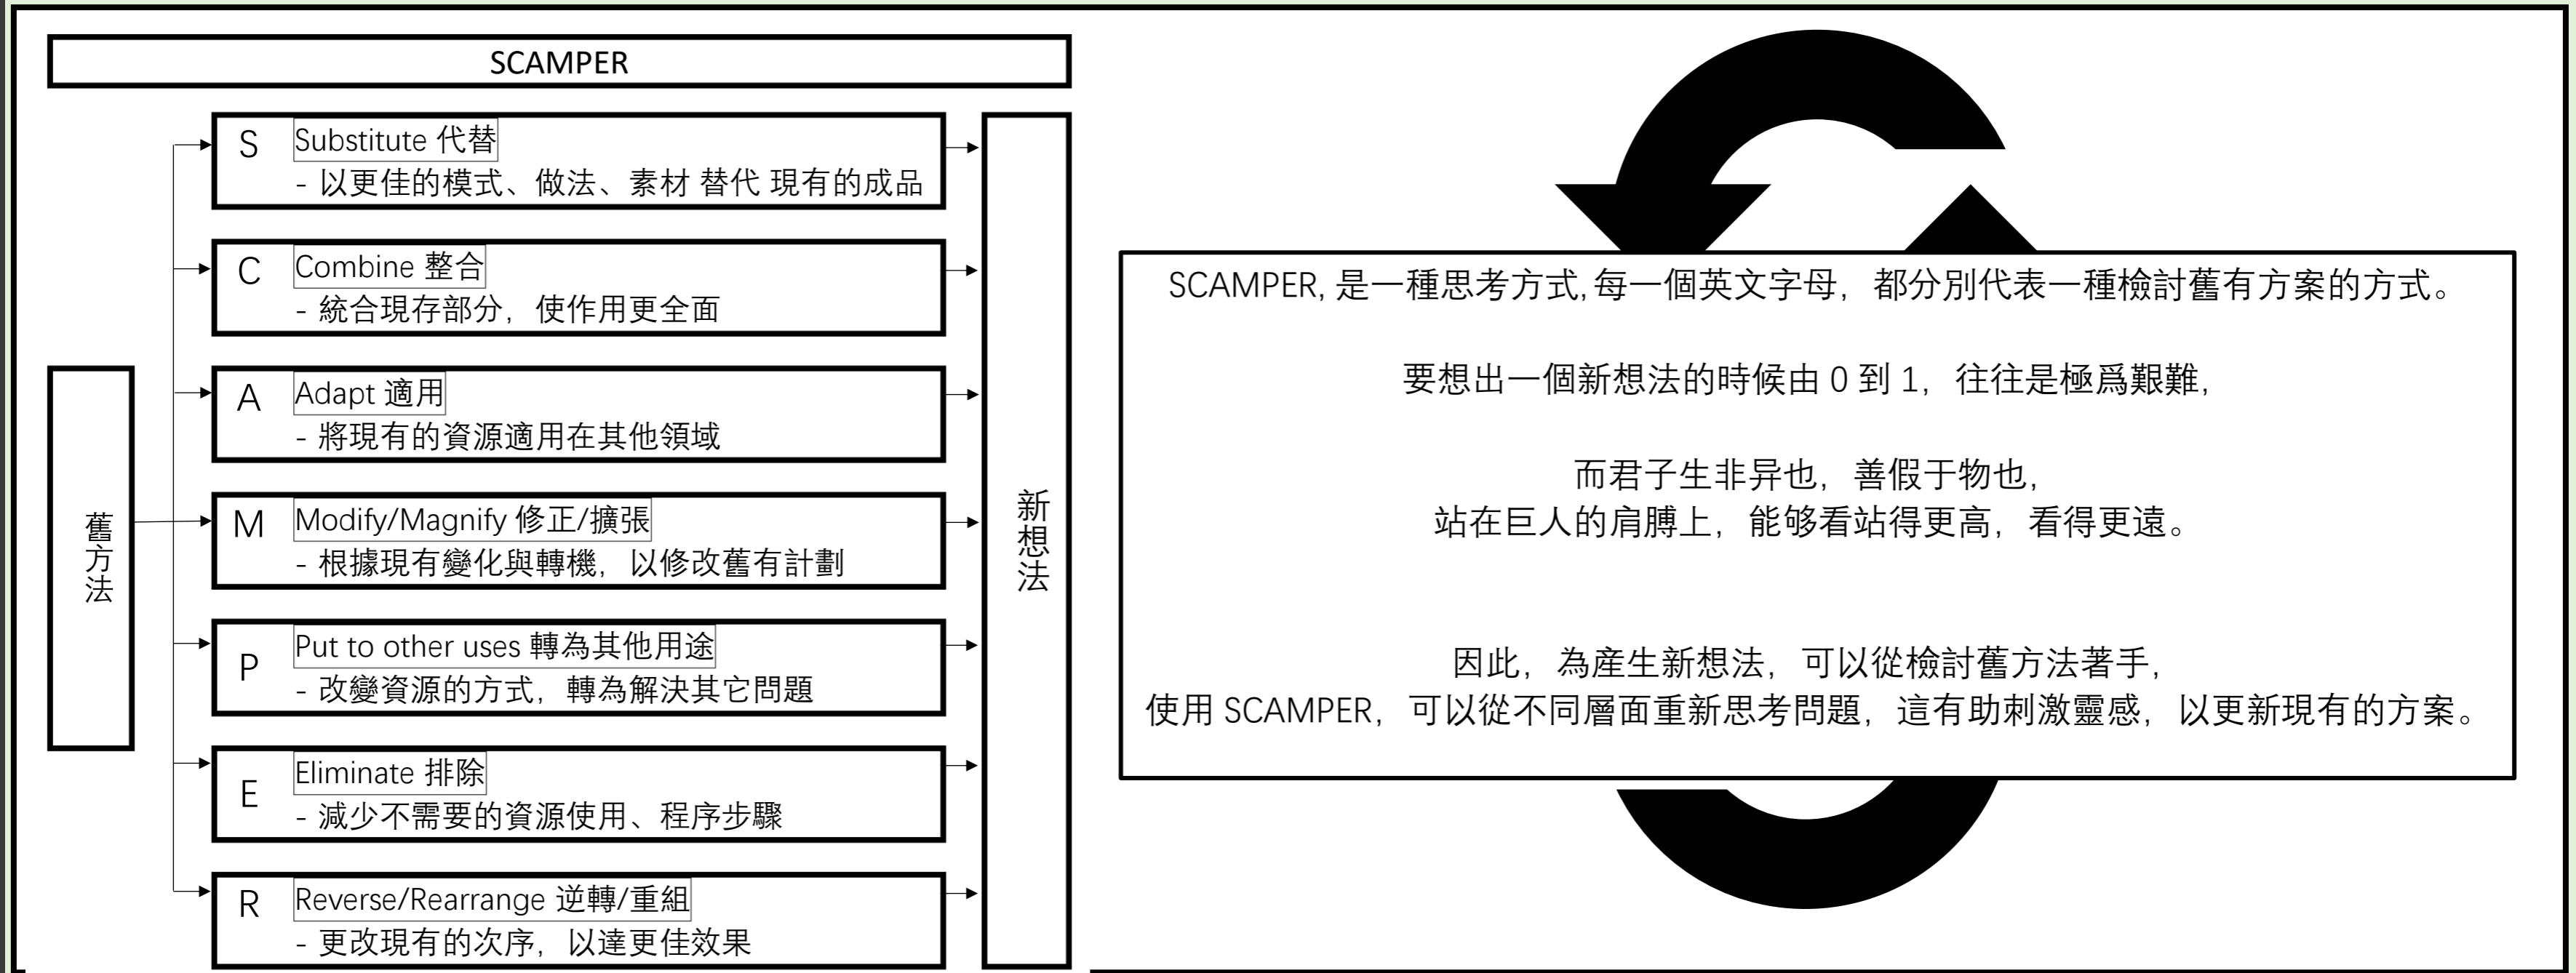 SCAMPER
舊方法
S
Substitute 代替
- 以更佳的模式、做法、素材 替代 現有的成品
C
Combine 整合
- 統合現存部分，使作用更全面
A
Adapt 適用
- 將現有的資源適用在其他領域
M
Modify/Magnify 修正/擴張
- 根據現有變化與轉機，以修改舊有計劃
P
Put to other uses 轉為其他用途
- 改變資源的方式，轉為解決其它問題
E
Eliminate 排除
- 減少不需要的資源使用、程序步驟
R
Reverse/Rearrange 逆轉/重組
- 更改現有的次序，以達更佳效果
新想法
SCAMPER, 是一種思考方式, 每一個英文字母，都分別代表一種檢討舊有方案的方式。
要想出一個新想法的時候由 0 到 1，往往是極爲艱難,
而君子生非异也，善假于物也,
站在巨人的肩膊上，能够看站得更高，看得更遠。
因此，為産生新想法，可以從檢討舊方法著手,
使用 SCAMPER，可以從不同層面重新思考問題，這有助刺激靈感，以更新現有的方案。